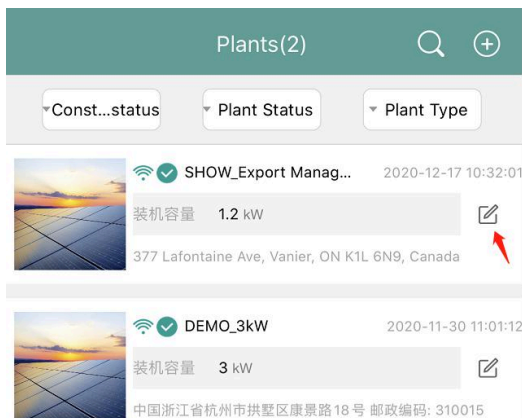 Plants(2)
Const...status Plant Status Plant Type
SHOW_Export Manag... 2020-12-17 10:32:01
装机容量 1.2 kW
377 Lafontaine Ave, Vanier, ON K1L 6N9, Canada
DEMO_3kW 2020-11-30 11:01:12
装机容量 3 kW
中国浙江省杭州市拱墅区康景路18号 邮政编码: 310015